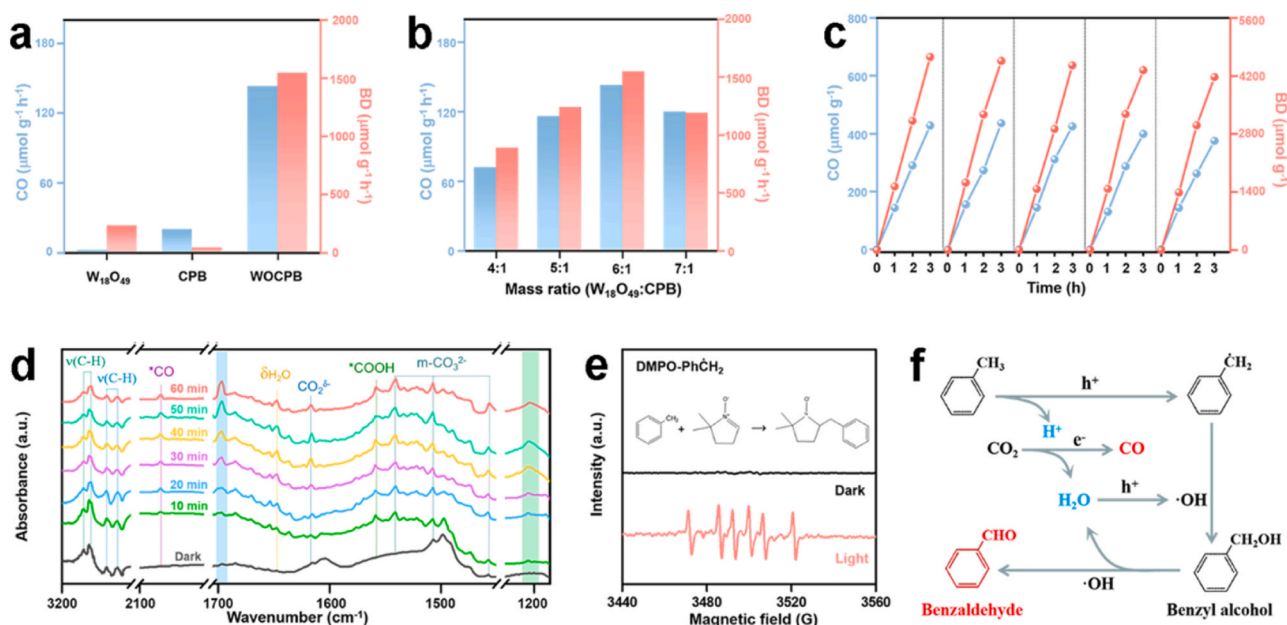 a
CO (μmol g⁻¹ h⁻¹)
180
120
60
0
W₁₈O₄₉
CPB
WOCPB
2000
1500
1000
500
0
BD (μmol g⁻¹ h⁻¹)
b
CO (μmol g⁻¹ h⁻¹)
180
120
60
0
4:1
5:1
6:1
7:1
Mass ratio (W₁₈O₄₉:CPB)
2000
1500
1000
500
0
BD (μmol g⁻¹ h⁻¹)
c
CO (μmol g⁻¹)
800
600
400
200
0
0 1 2 3 0 1 2 3 0 1 2 3 0 1 2 3 0 1 2 3
Time (h)
5600
4200
2800
1400
0
BD (μmol g⁻¹)
d
Absorbance (a.u.)
ν(C-H)
ν(C-H)
*CO
δH₂O
CO₂δ-
*COOH
m-CO₃²⁻
60 min
50 min
40 min
30 min
20 min
10 min
Dark
3200 2100 1700 1600 1500 1200
Wavenumber (cm⁻¹)
e
Intensity (a.u.)
DMPO-PhĊH₂
ĊH₂
+
N⁺
O⁻
→
N
O·
Dark
Light
3440 3480 3520 3560
Magnetic field (G)
f
CH₃
h⁺
ĊH₂
H⁺
CO₂
e⁻
CO
H₂O
h⁺
·OH
CHO
CH₂OH
·OH
Benzaldehyde
Benzyl alcohol